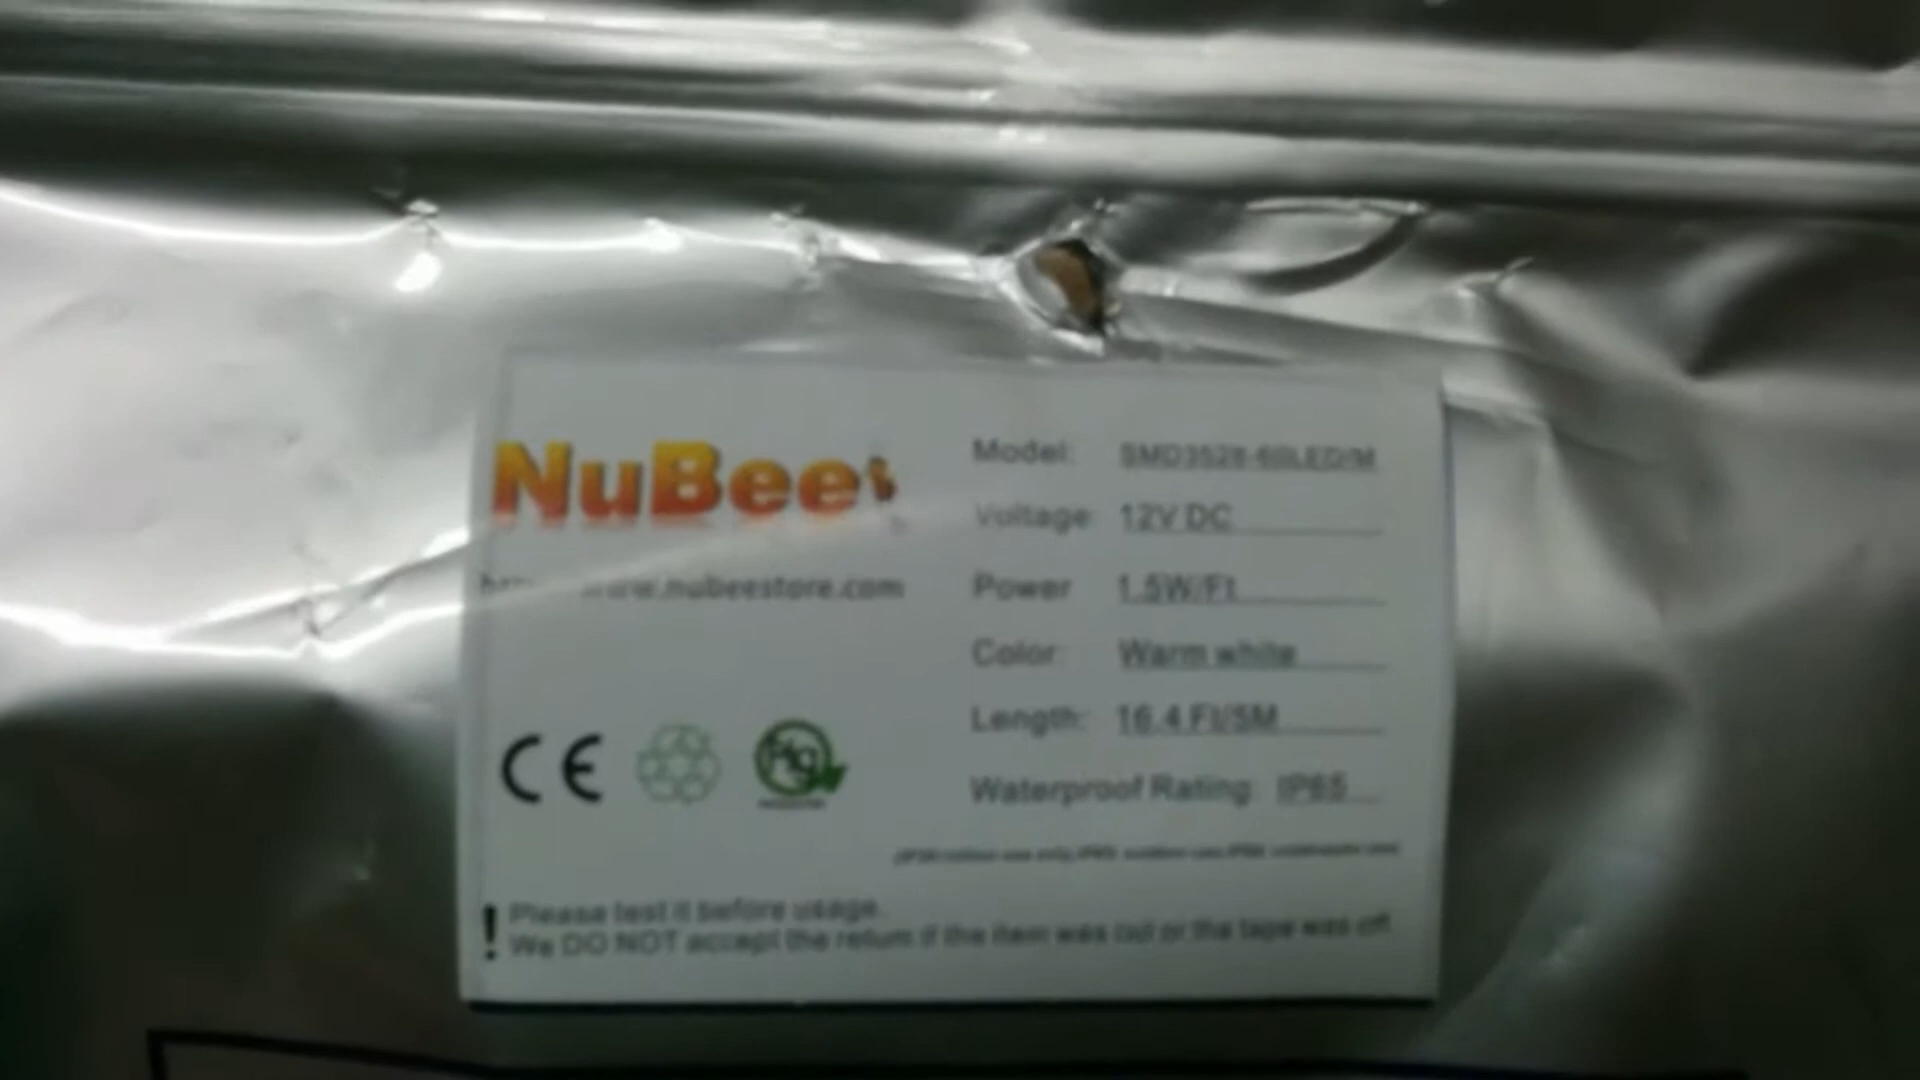 NuBee
www.nubeestore.com
Model: SMD3528-60LED/M
Voltage: 12V DC
Power 1.5W/Ft
Color: Warm white
Length: 16.4 Ft/5M
Waterproof Rating: IP65
CE
Hg
! Please test it before usage.
We DO NOT accept the return if the item was cut or the tape was off.